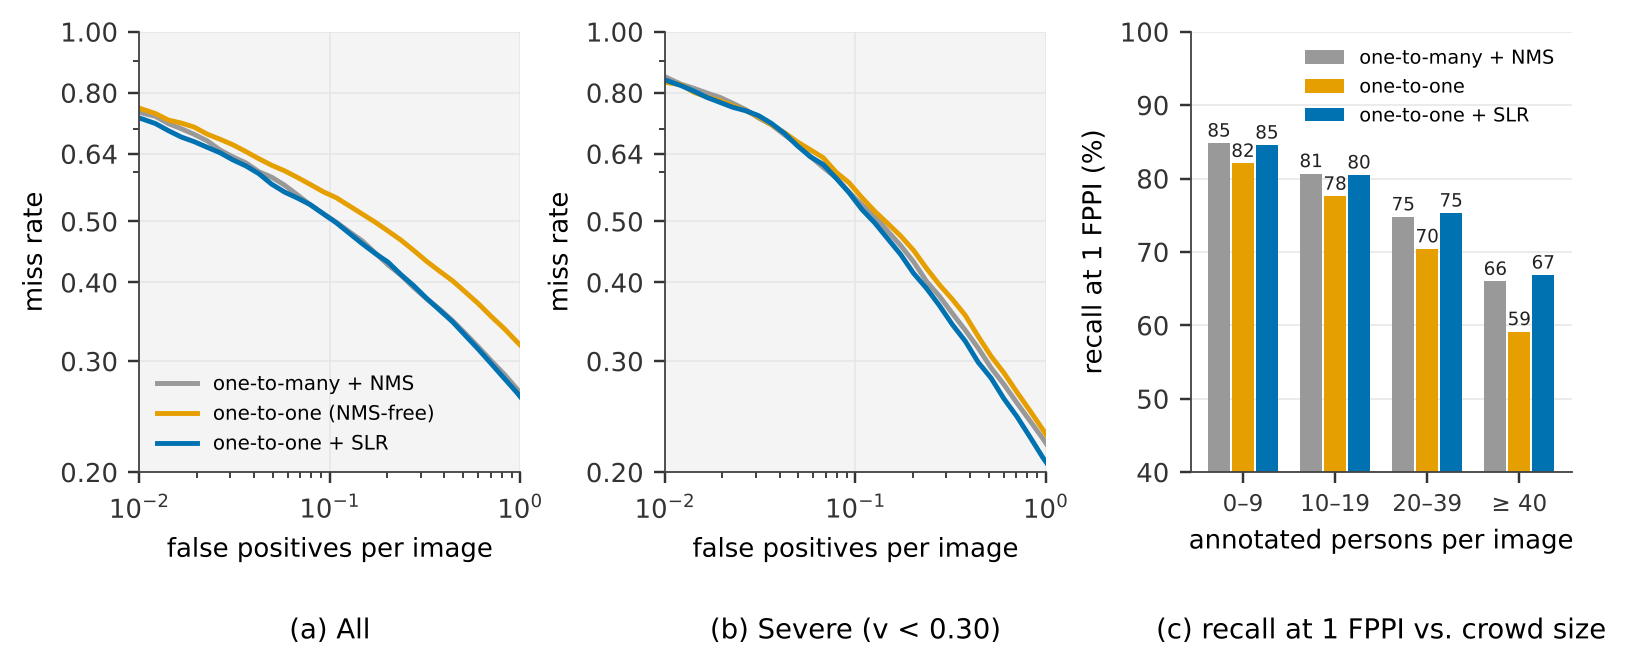 1.00
0.80
0.64
0.50
0.40
0.30
0.20
miss rate
one-to-many + NMS
one-to-one (NMS-free)
one-to-one + SLR
10⁻² 10⁻¹ 10⁰
false positives per image
(a) All
1.00
0.80
0.64
0.50
0.40
0.30
0.20
miss rate
10⁻² 10⁻¹ 10⁰
false positives per image
(b) Severe (v < 0.30)
100
90
80
70
60
50
40
recall at 1 FPPI (%)
one-to-many + NMS
one-to-one
one-to-one + SLR
85 82 85
81 78 80
75 70 75
66 59 67
0–9 10–19 20–39 ≥ 40
annotated persons per image
(c) recall at 1 FPPI vs. crowd size